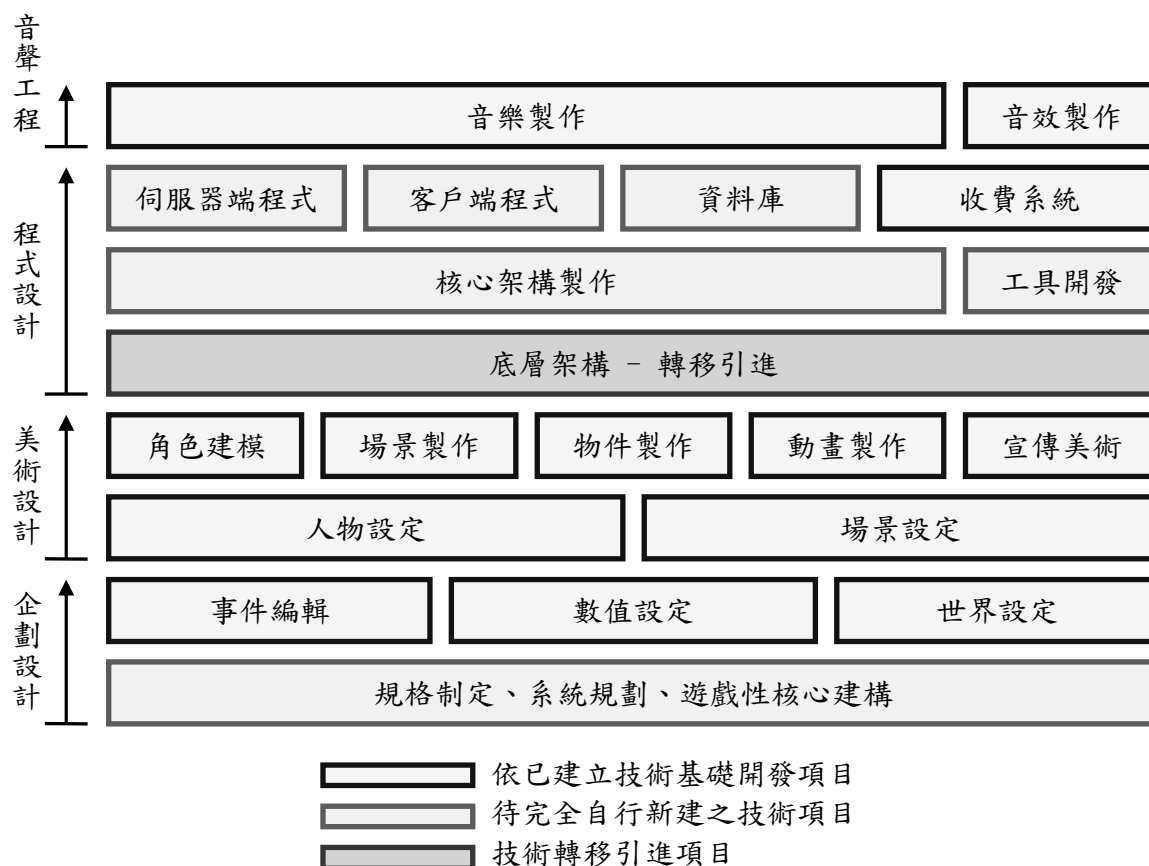 音聲工程
音樂製作
音效製作
程式設計
伺服器端程式
客戶端程式
資料庫
收費系統
核心架構製作
工具開發
底層架構 – 轉移引進
美術設計
角色建模
場景製作
物件製作
動畫製作
宣傳美術
人物設定
場景設定
企劃設計
事件編輯
數值設定
世界設定
規格制定、系統規劃、遊戲性核心建構
依已建立技術基礎開發項目
待完全自行新建之技術項目
技術轉移引進項目